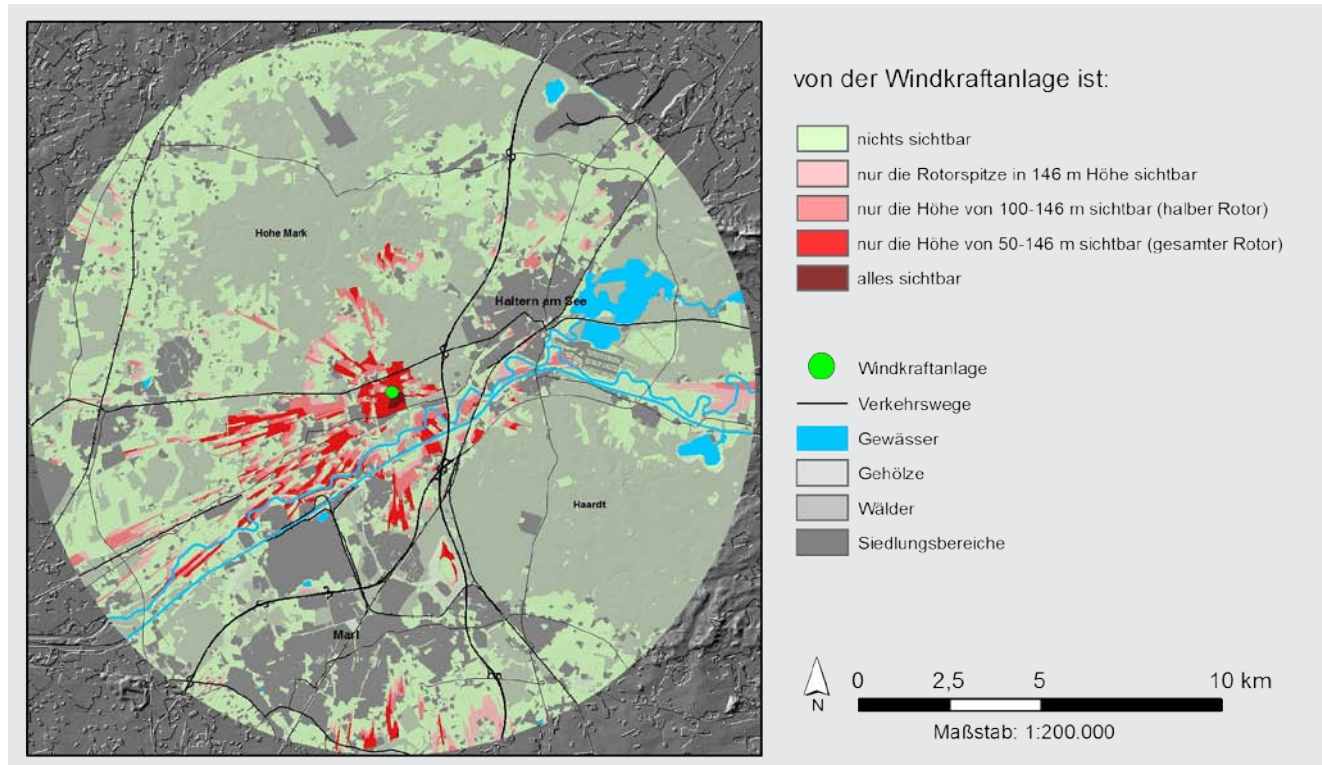 Hohe Mark
Haltern am See
Haardt
Marl
von der Windkraftanlage ist:
nichts sichtbar
nur die Rotorspitze in 146 m Höhe sichtbar
nur die Höhe von 100-146 m sichtbar (halber Rotor)
nur die Höhe von 50-146 m sichtbar (gesamter Rotor)
alles sichtbar
Windkraftanlage
Verkehrswege
Gewässer
Gehölze
Wälder
Siedlungsbereiche
N
0 2,5 5 10 km
Maßstab: 1:200.000